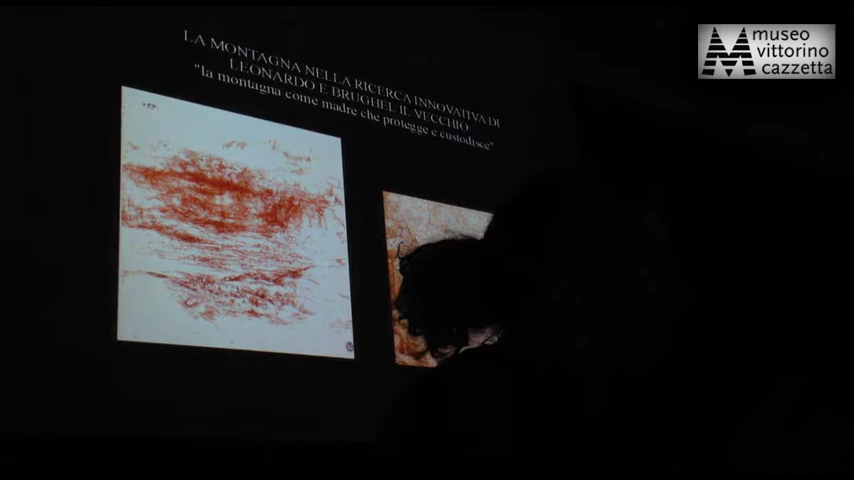 LA MONTAGNA NELLA RICERCA INNOVATIVA DI
LEONARDO E BRUGHEL IL VECCHIO:
"la montagna come madre che protegge e custodisce"
museo
vittorino
cazzetta